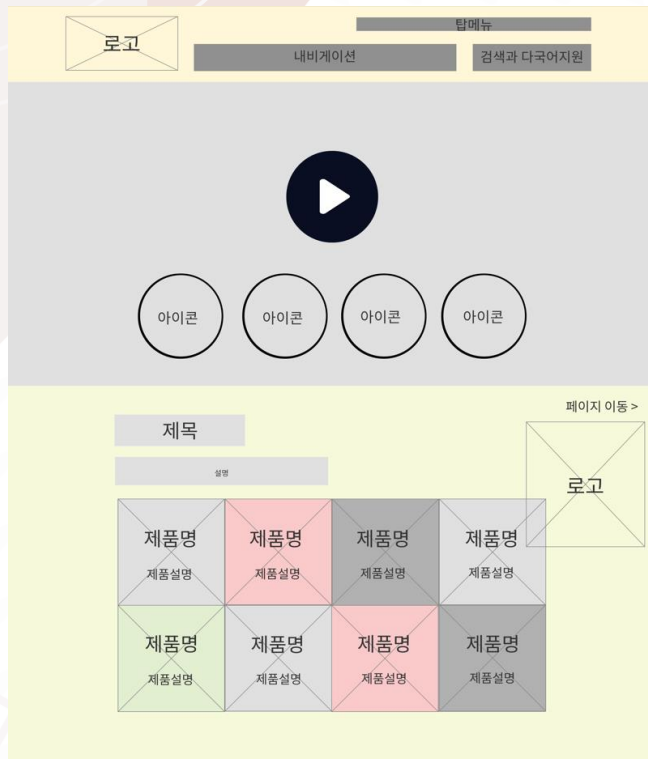 로고
탑메뉴
내비게이션
검색과 다국어지원
아이콘
아이콘
아이콘
아이콘
페이지 이동 >
제목
설명
로고
제품명
제품설명
제품명
제품설명
제품명
제품설명
제품명
제품설명
제품명
제품설명
제품명
제품설명
제품명
제품설명
제품명
제품설명